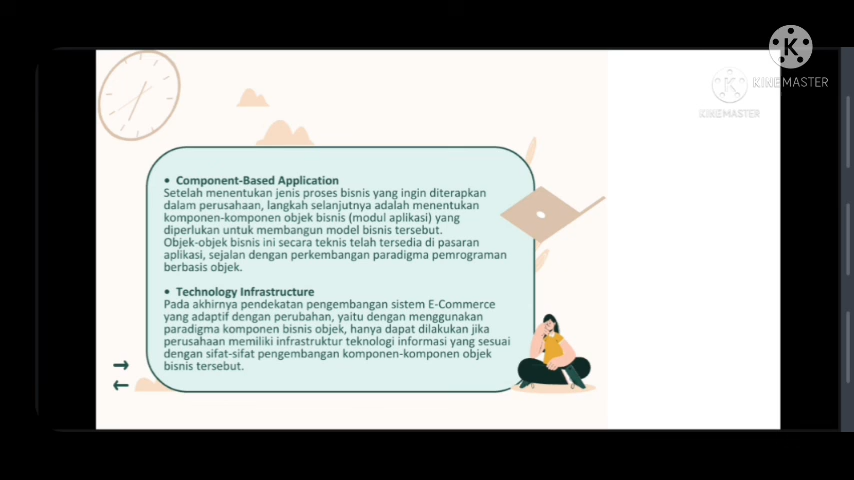 KINEMASTER
KINEMASTER
• Component-Based Application
Setelah menentukan jenis proses bisnis yang ingin diterapkan
dalam perusahaan, langkah selanjutnya adalah menentukan
komponen-komponen objek bisnis (modul aplikasi) yang
diperlukan untuk membangun model bisnis tersebut.
Objek-objek bisnis ini secara teknis telah tersedia di pasaran
aplikasi, sejalan dengan perkembangan paradigma pemrograman
berbasis objek.
• Technology Infrastructure
Pada akhirnya pendekatan pengembangan sistem E-Commerce
yang adaptif dengan perubahan, yaitu dengan menggunakan
paradigma komponen bisnis objek, hanya dapat dilakukan jika
perusahaan memiliki infrastruktur teknologi informasi yang sesuai
dengan sifat-sifat pengembangan komponen-komponen objek
bisnis tersebut.